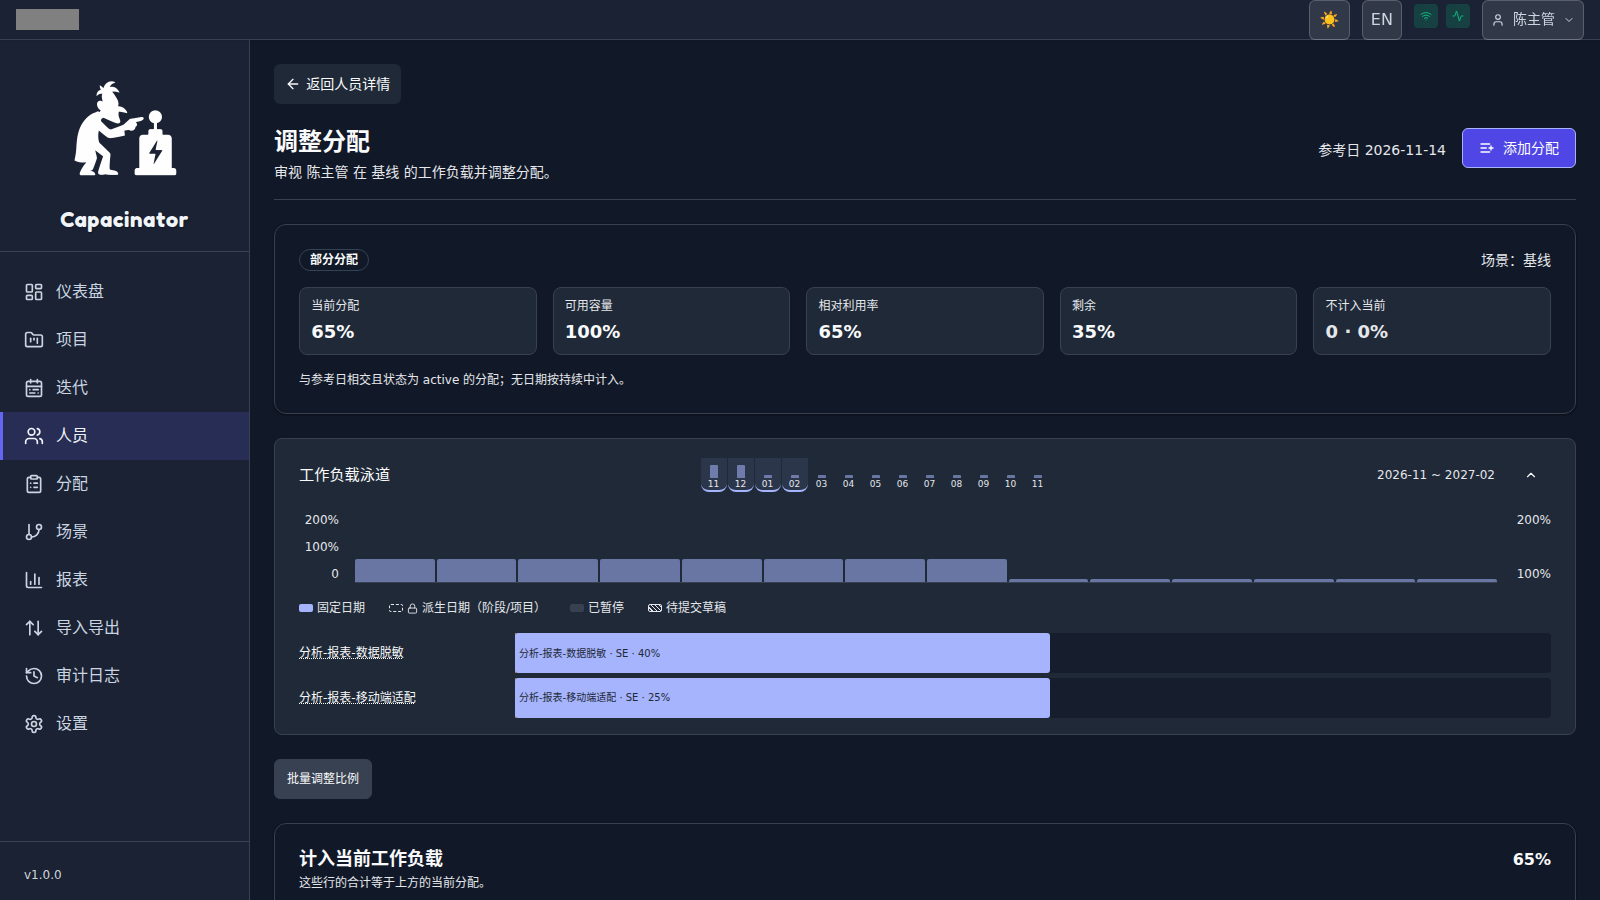 EN
陈主管
Capacinator
仪表盘
项目
迭代
人员
分配
场景
报表
导入导出
审计日志
设置
v1.0.0
返回人员详情
调整分配
审视 陈主管 在 基线 的工作负载并调整分配。
参考日 2026-11-14
添加分配
部分分配
场景：基线
当前分配
65%
可用容量
100%
相对利用率
65%
剩余
35%
不计入当前
0 · 0%
与参考日相交且状态为 active 的分配；无日期按持续中计入。
工作负载泳道
11 12 01 02 03 04 05 06 07 08 09 10 11
2026-11 ~ 2027-02
200%
100%
0
200%
100%
固定日期
派生日期（阶段/项目）
已暂停
待提交草稿
分析-报表-数据脱敏
分析-报表-数据脱敏 · SE · 40%
分析-报表-移动端适配
分析-报表-移动端适配 · SE · 25%
批量调整比例
计入当前工作负载
65%
这些行的合计等于上方的当前分配。